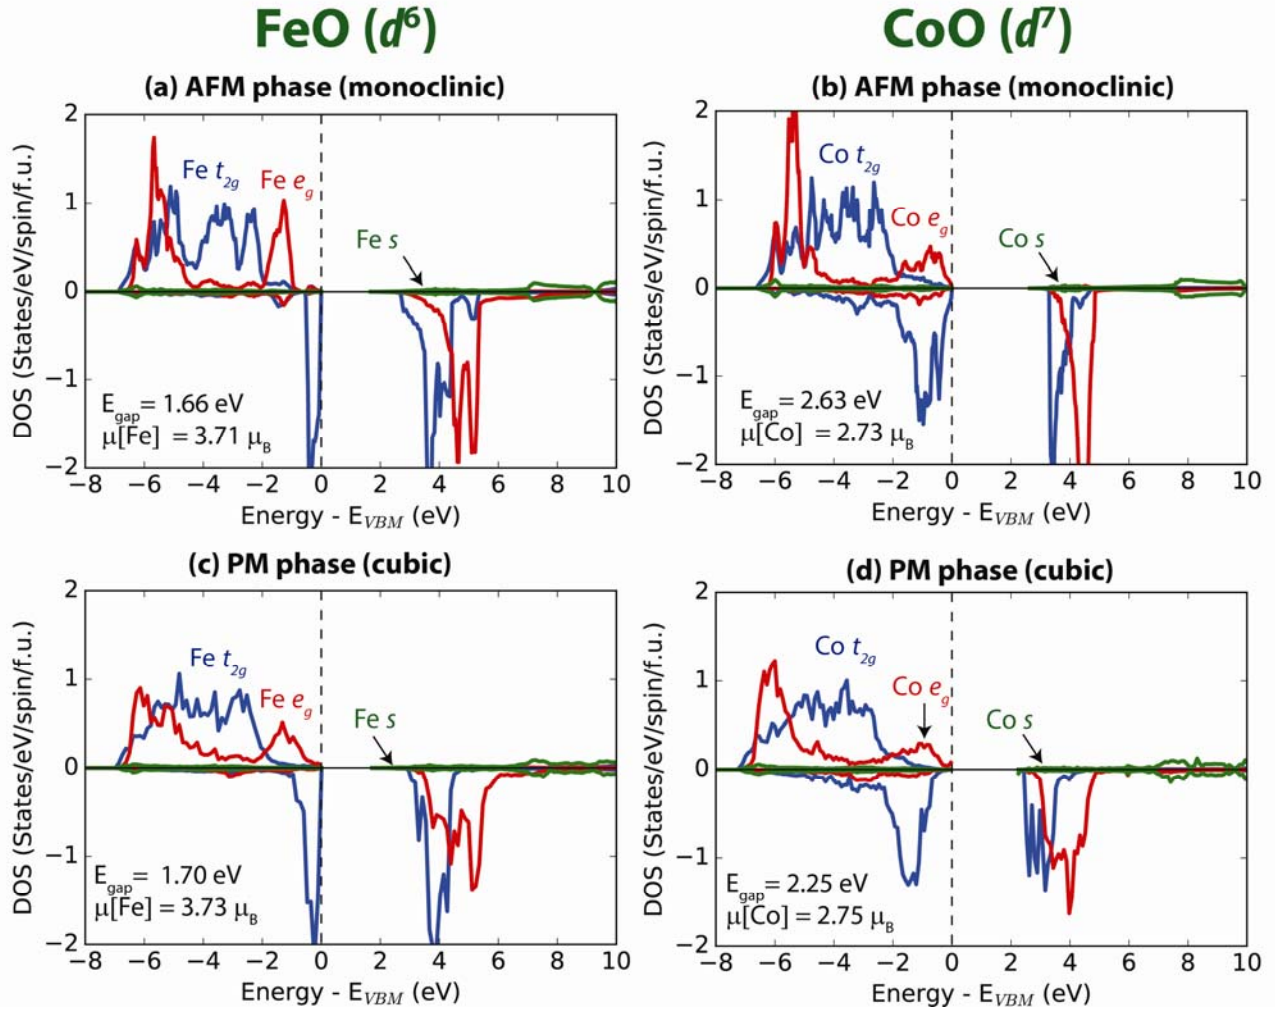 FeO (d⁶)
CoO (d⁷)
(a) AFM phase (monoclinic)
2
1
0
−1
−2
DOS (States/eV/spin/f.u.)
Fe t₂g
Fe eg
Fe s
Egap= 1.66 eV
μ[Fe] = 3.71 μB
−8 −6 −4 −2 0 2 4 6 8 10
Energy - EVBM (eV)
(b) AFM phase (monoclinic)
2
1
0
−1
−2
DOS (States/eV/spin/f.u.)
Co t₂g
Co eg
Co s
Egap= 2.63 eV
μ[Co] = 2.73 μB
−8 −6 −4 −2 0 2 4 6 8 10
Energy - EVBM (eV)
(c) PM phase (cubic)
2
1
0
−1
−2
DOS (States/eV/spin/f.u.)
Fe t₂g
Fe eg
Fe s
Egap= 1.70 eV
μ[Fe] = 3.73 μB
−8 −6 −4 −2 0 2 4 6 8 10
Energy - EVBM (eV)
(d) PM phase (cubic)
2
1
0
−1
−2
DOS (States/eV/spin/f.u.)
Co t₂g
Co eg
Co s
Egap= 2.25 eV
μ[Co] = 2.75 μB
−8 −6 −4 −2 0 2 4 6 8 10
Energy - EVBM (eV)